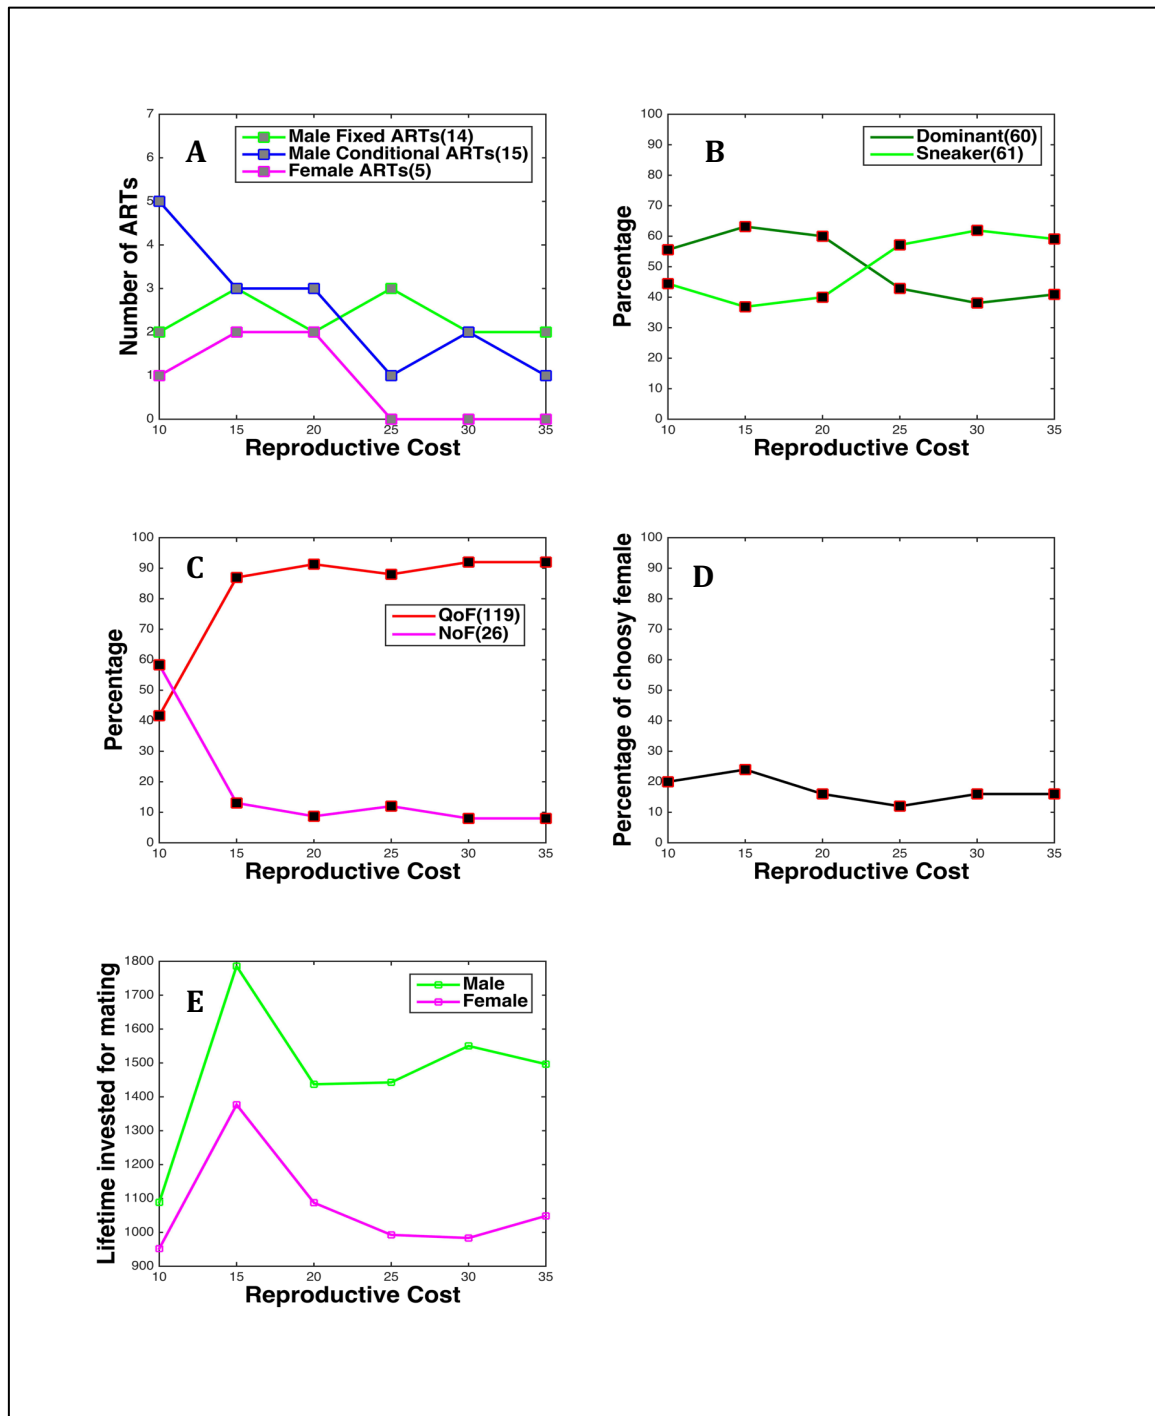 A
Male Fixed ARTs(14)
Male Conditional ARTs(15)
Female ARTs(5)
Number of ARTs
7
6
5
4
3
2
1
0
10 15 20 25 30 35
Reproductive Cost
B
Dominant(60)
Sneaker(61)
Parcentage
100
90
80
70
60
50
40
30
20
10
0
10 15 20 25 30 35
Reproductive Cost
C
QoF(119)
NoF(26)
Percentage
100
90
80
70
60
50
40
30
20
10
0
10 15 20 25 30 35
Reproductive Cost
D
Percentage of choosy female
100
90
80
70
60
50
40
30
20
10
0
10 15 20 25 30 35
Reproductive Cost
E
Male
Female
Lifetime invested for mating
1800
1700
1600
1500
1400
1300
1200
1100
1000
900
10 15 20 25 30 35
Reproductive Cost